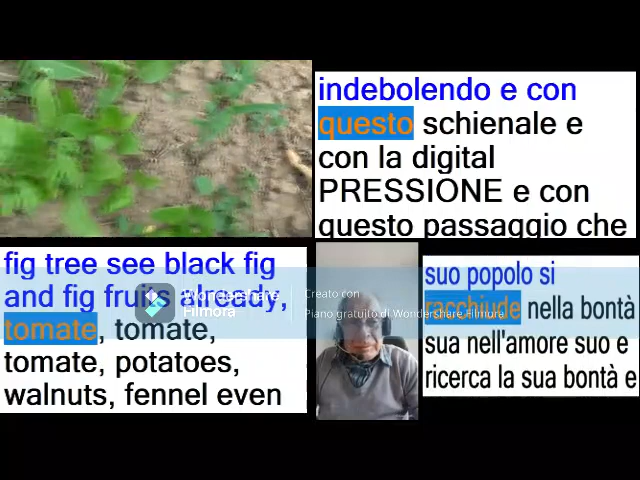 indebolendo e con
questo schienale e
con la digital
PRESSIONE e con
questo passaggio che
fig tree see black fig
and fig fruits already,
tomate, tomate,
tomate, potatoes,
walnuts, fennel even
Wondershare
Filmora
Creato con
Piano gratuito di Wondershare Filmora
suo popolo si
racchiude nella bontà
sua nell'amore suo e
ricerca la sua bontà e